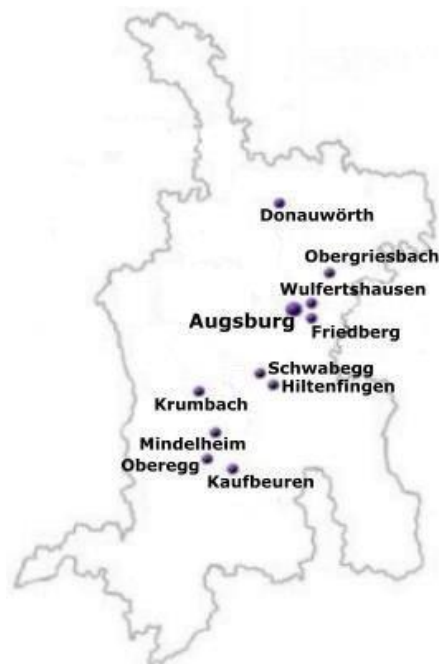 Donauwörth
Obergriesbach
Wulfertshausen
Augsburg
Friedberg
Schwabegg
Hiltenfingen
Krumbach
Mindelheim
Oberegg
Kaufbeuren